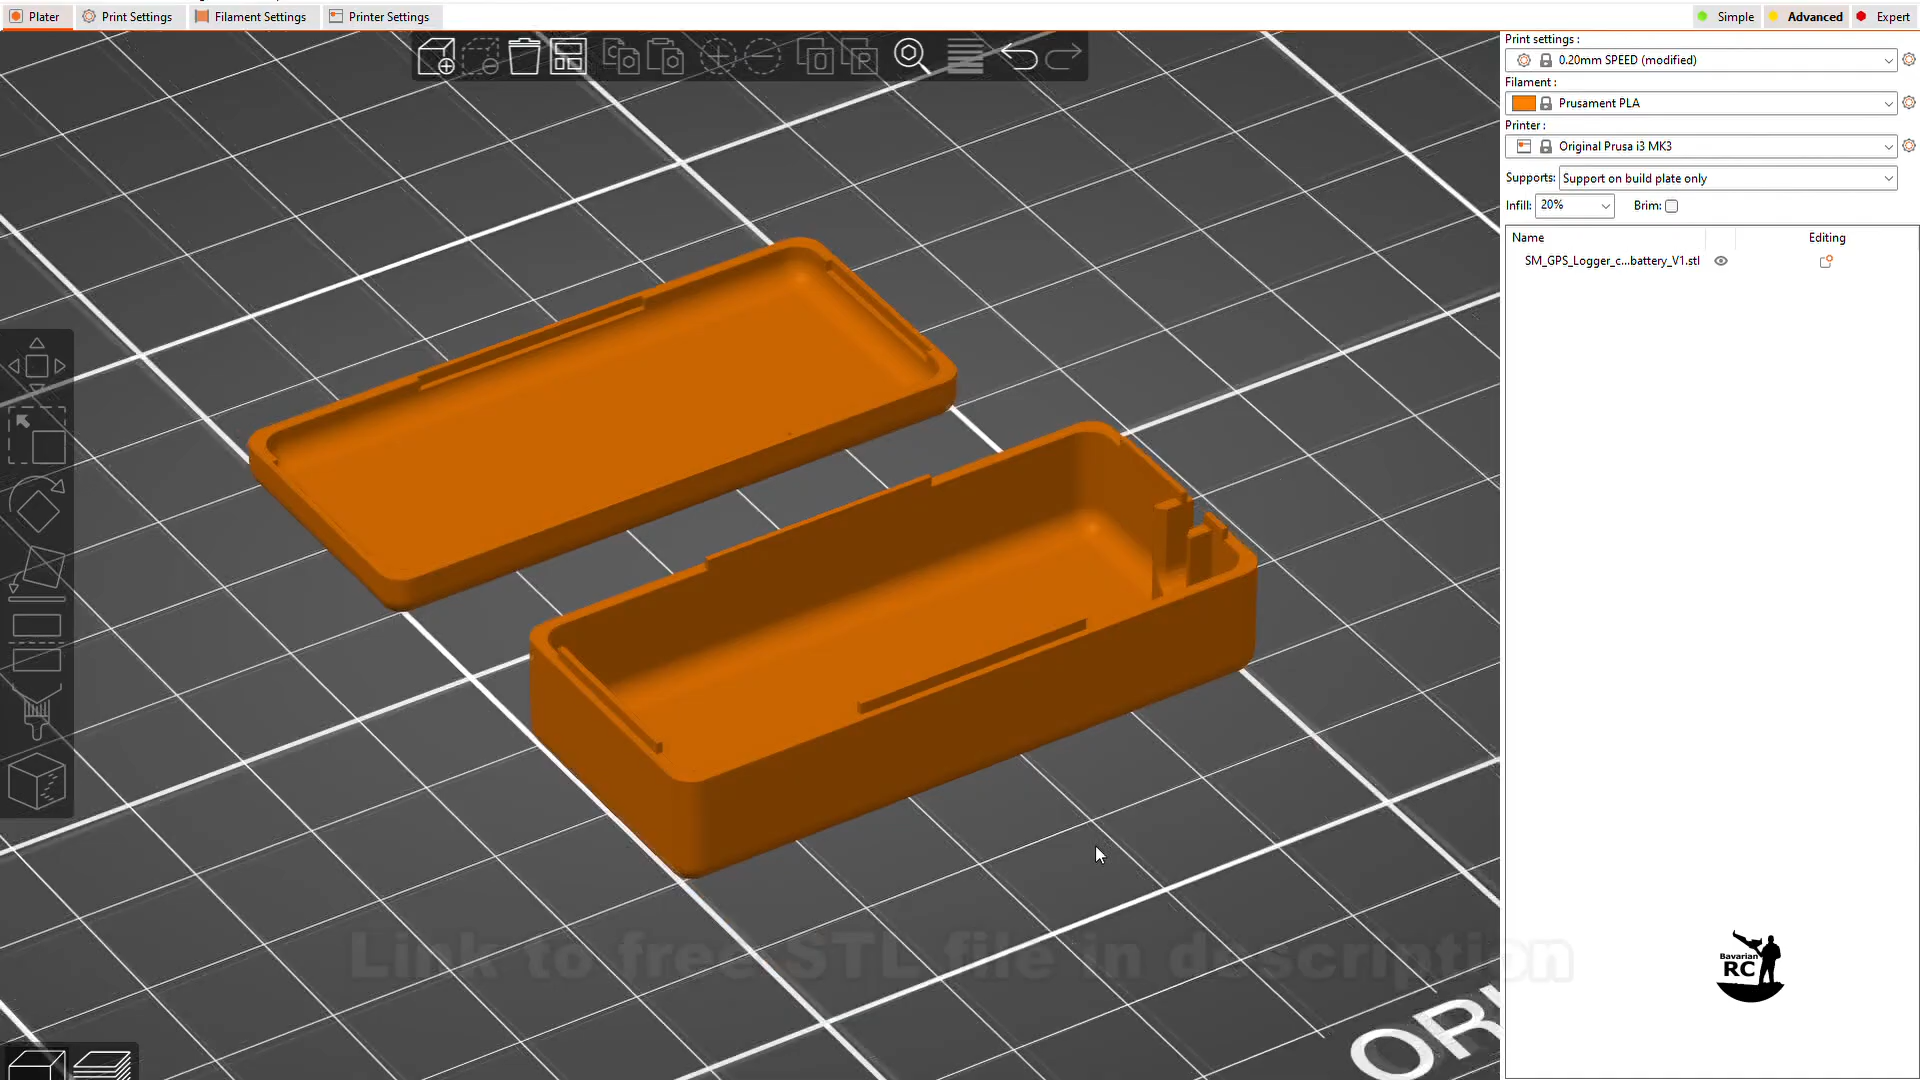 Plater
Print Settings
Filament Settings
Printer Settings
Simple
Advanced
Expert
Print settings :
0.20mm SPEED (modified)
Filament :
Prusament PLA
Printer :
Original Prusa i3 MK3
Supports: Support on build plate only
Infill: 20% Brim:
Name Editing
SM_GPS_Logger_c...battery_V1.stl
Link to free STL file in description
Bavarian
RC